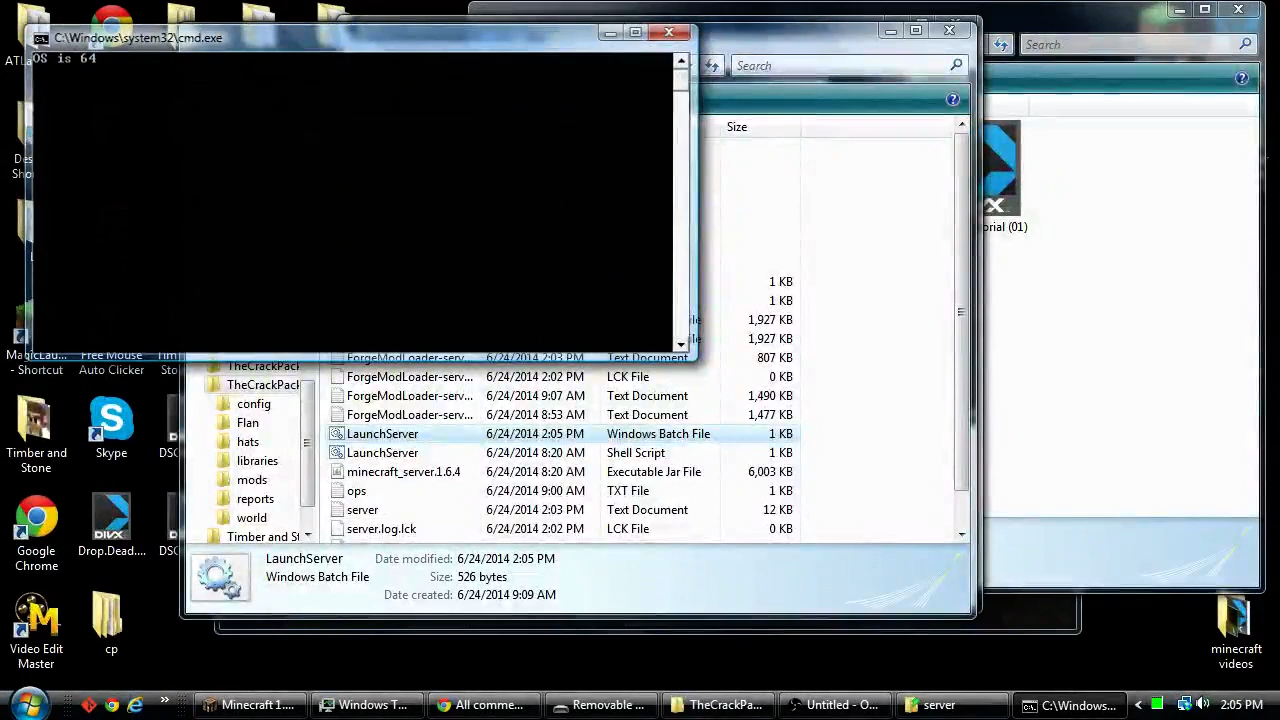 C:\Windows\system32\cmd.exe
OS is 64
Search
Search
Size
orial (01)
1 KB
1 KB
1,927 KB
1,927 KB
ForgeModLoader-serv... 6/24/2014 2:03 PM Text Document 807 KB
ForgeModLoader-serv... 6/24/2014 2:02 PM LCK File 0 KB
ForgeModLoader-serv... 6/24/2014 9:07 AM Text Document 1,490 KB
ForgeModLoader-serv... 6/24/2014 8:53 AM Text Document 1,477 KB
LaunchServer 6/24/2014 2:05 PM Windows Batch File 1 KB
LaunchServer 6/24/2014 8:20 AM Shell Script 1 KB
minecraft_server.1.6.4 6/24/2014 8:20 AM Executable Jar File 6,003 KB
ops 6/24/2014 9:00 AM TXT File 1 KB
server 6/24/2014 2:03 PM Text Document 12 KB
server.log.lck 6/24/2014 2:02 PM LCK File 0 KB
TheCrackPack
TheCrackPack
config
Flan
hats
libraries
mods
reports
world
Timber and St
LaunchServer Date modified: 6/24/2014 2:05 PM
Windows Batch File Size: 526 bytes
Date created: 6/24/2014 9:09 AM
MagicLau...
- Shortcut
Free Mouse
Auto Clicker
Timber and
Stone
Skype
Google
Chrome
DIVX
Drop.Dead....
Video Edit
Master
cp
minecraft
videos
Minecraft 1....
Windows T...
All comme...
Removable ...
TheCrackPa...
Untitled - O...
server
C:\Windows...
2:05 PM